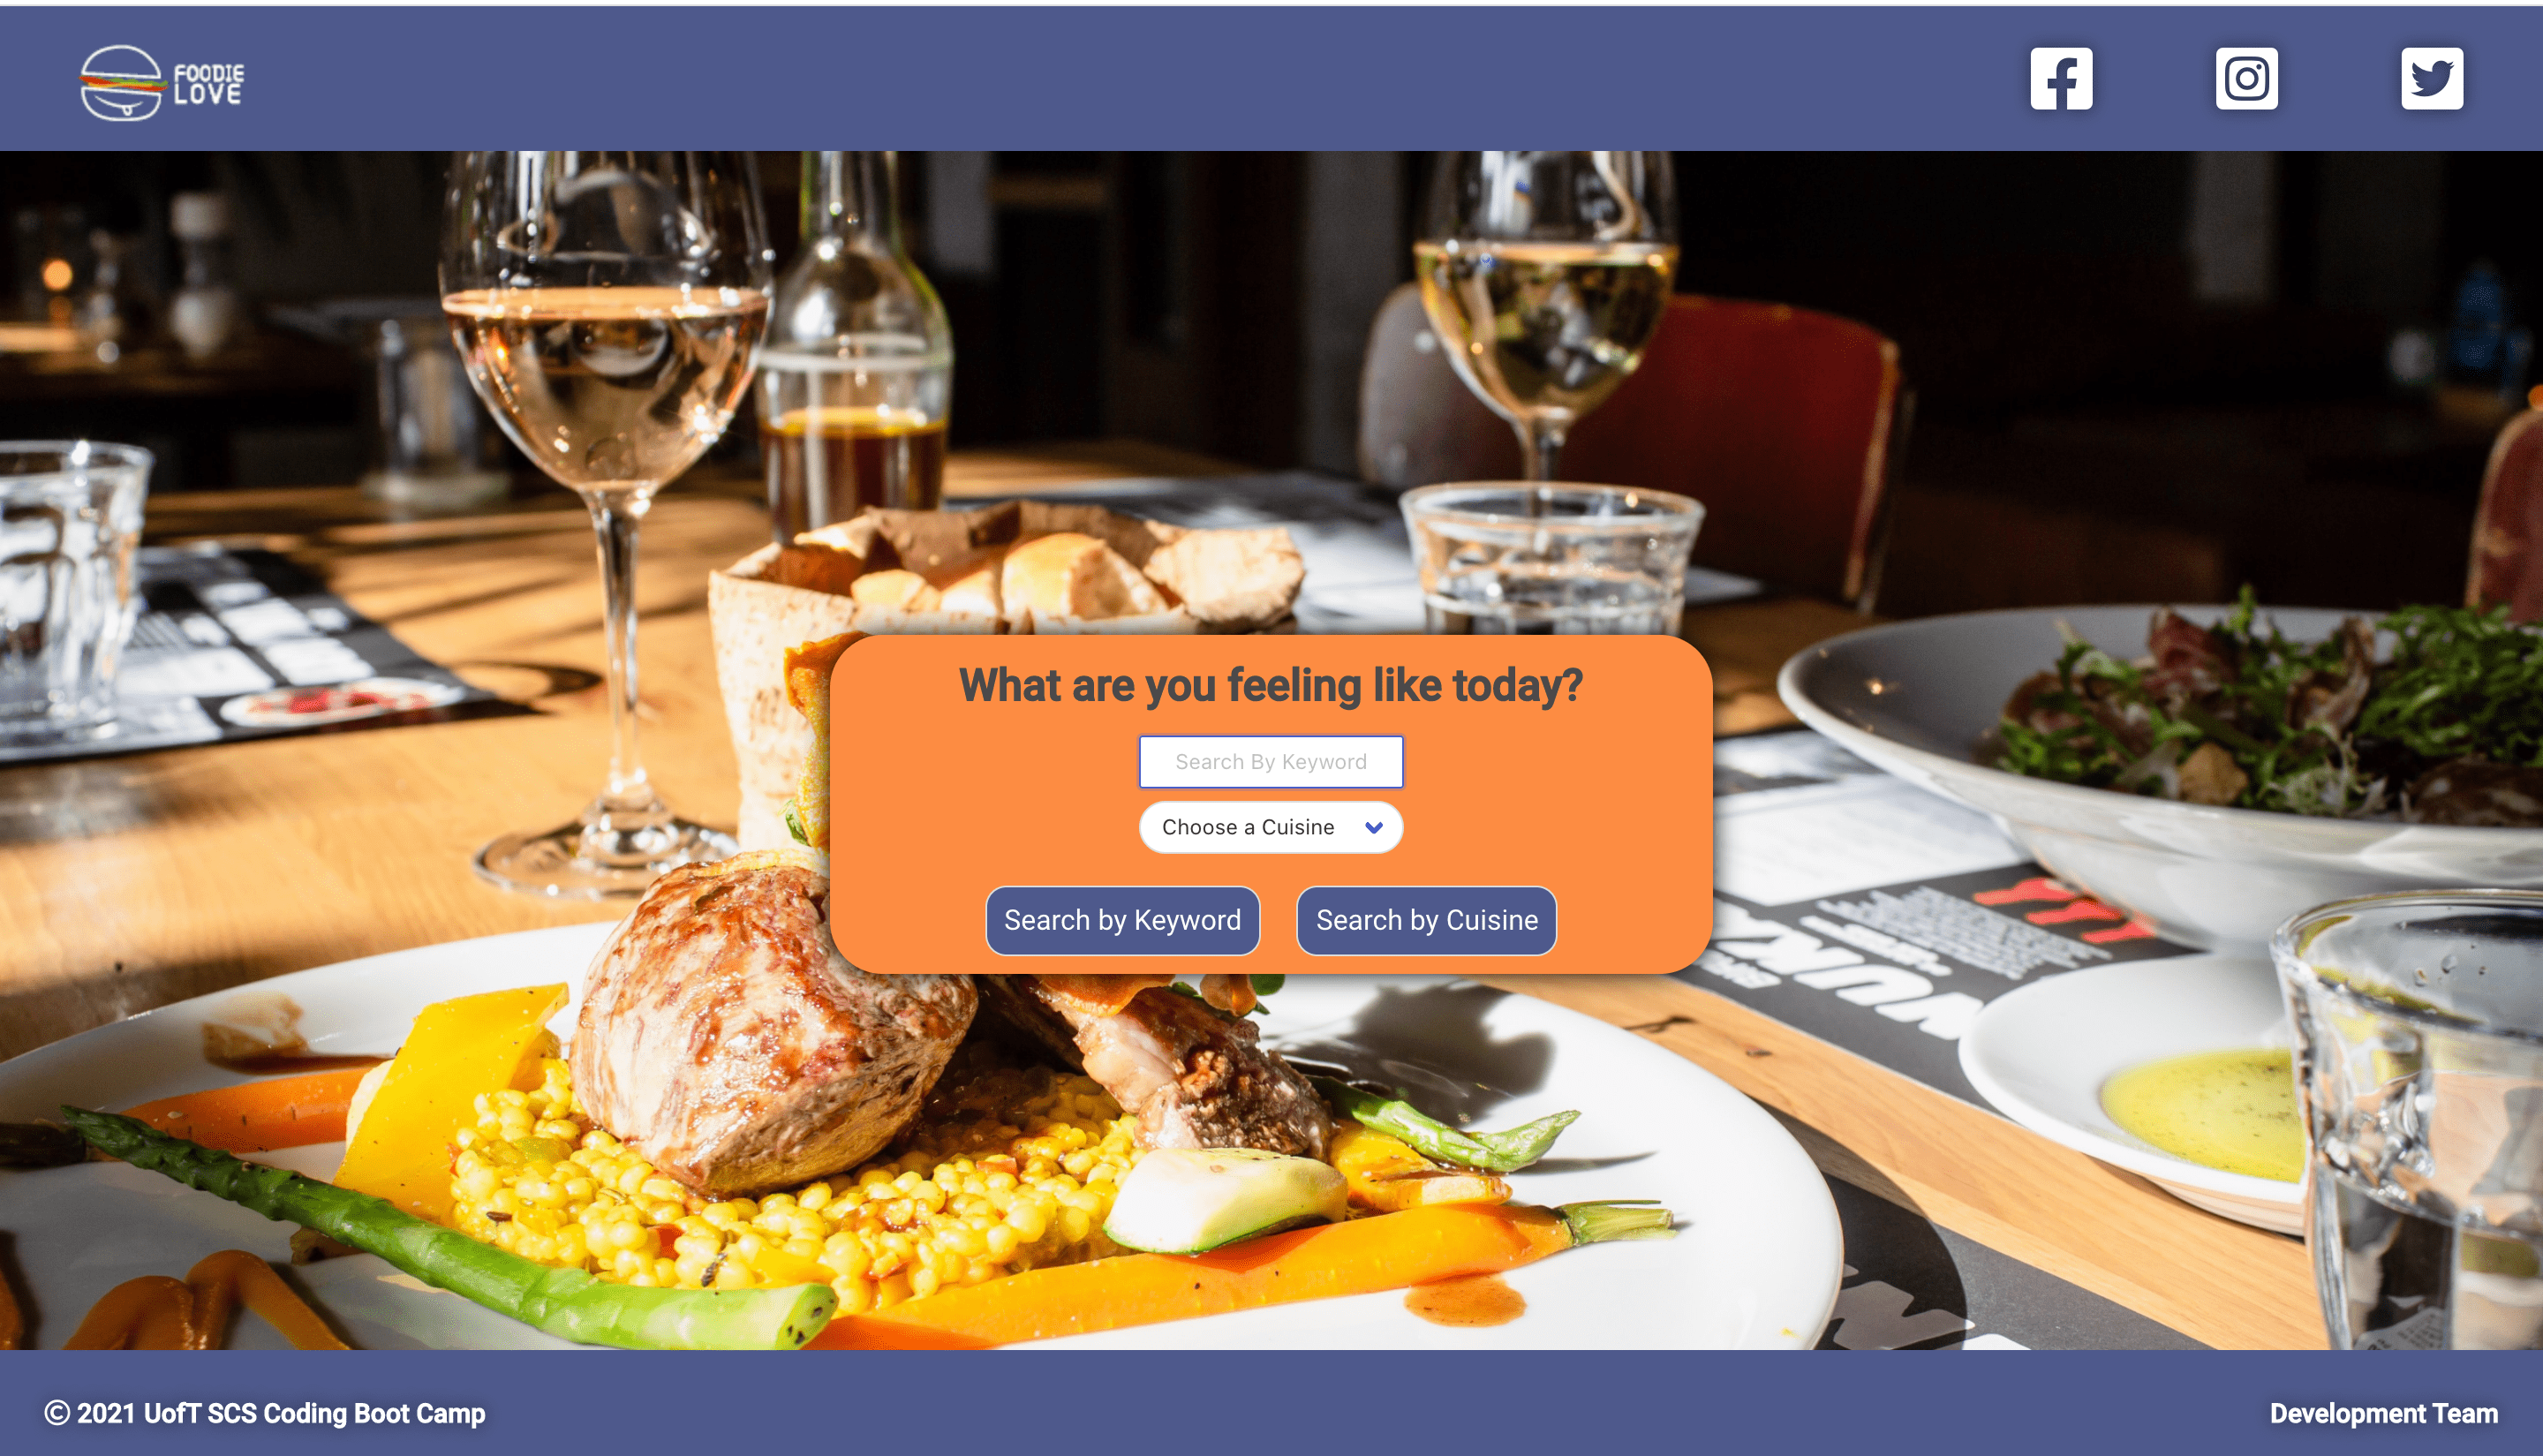 FOODIE
LOVE
What are you feeling like today?
Search By Keyword
Choose a Cuisine
Search by Keyword
Search by Cuisine
© 2021 UofT SCS Coding Boot Camp
Development Team